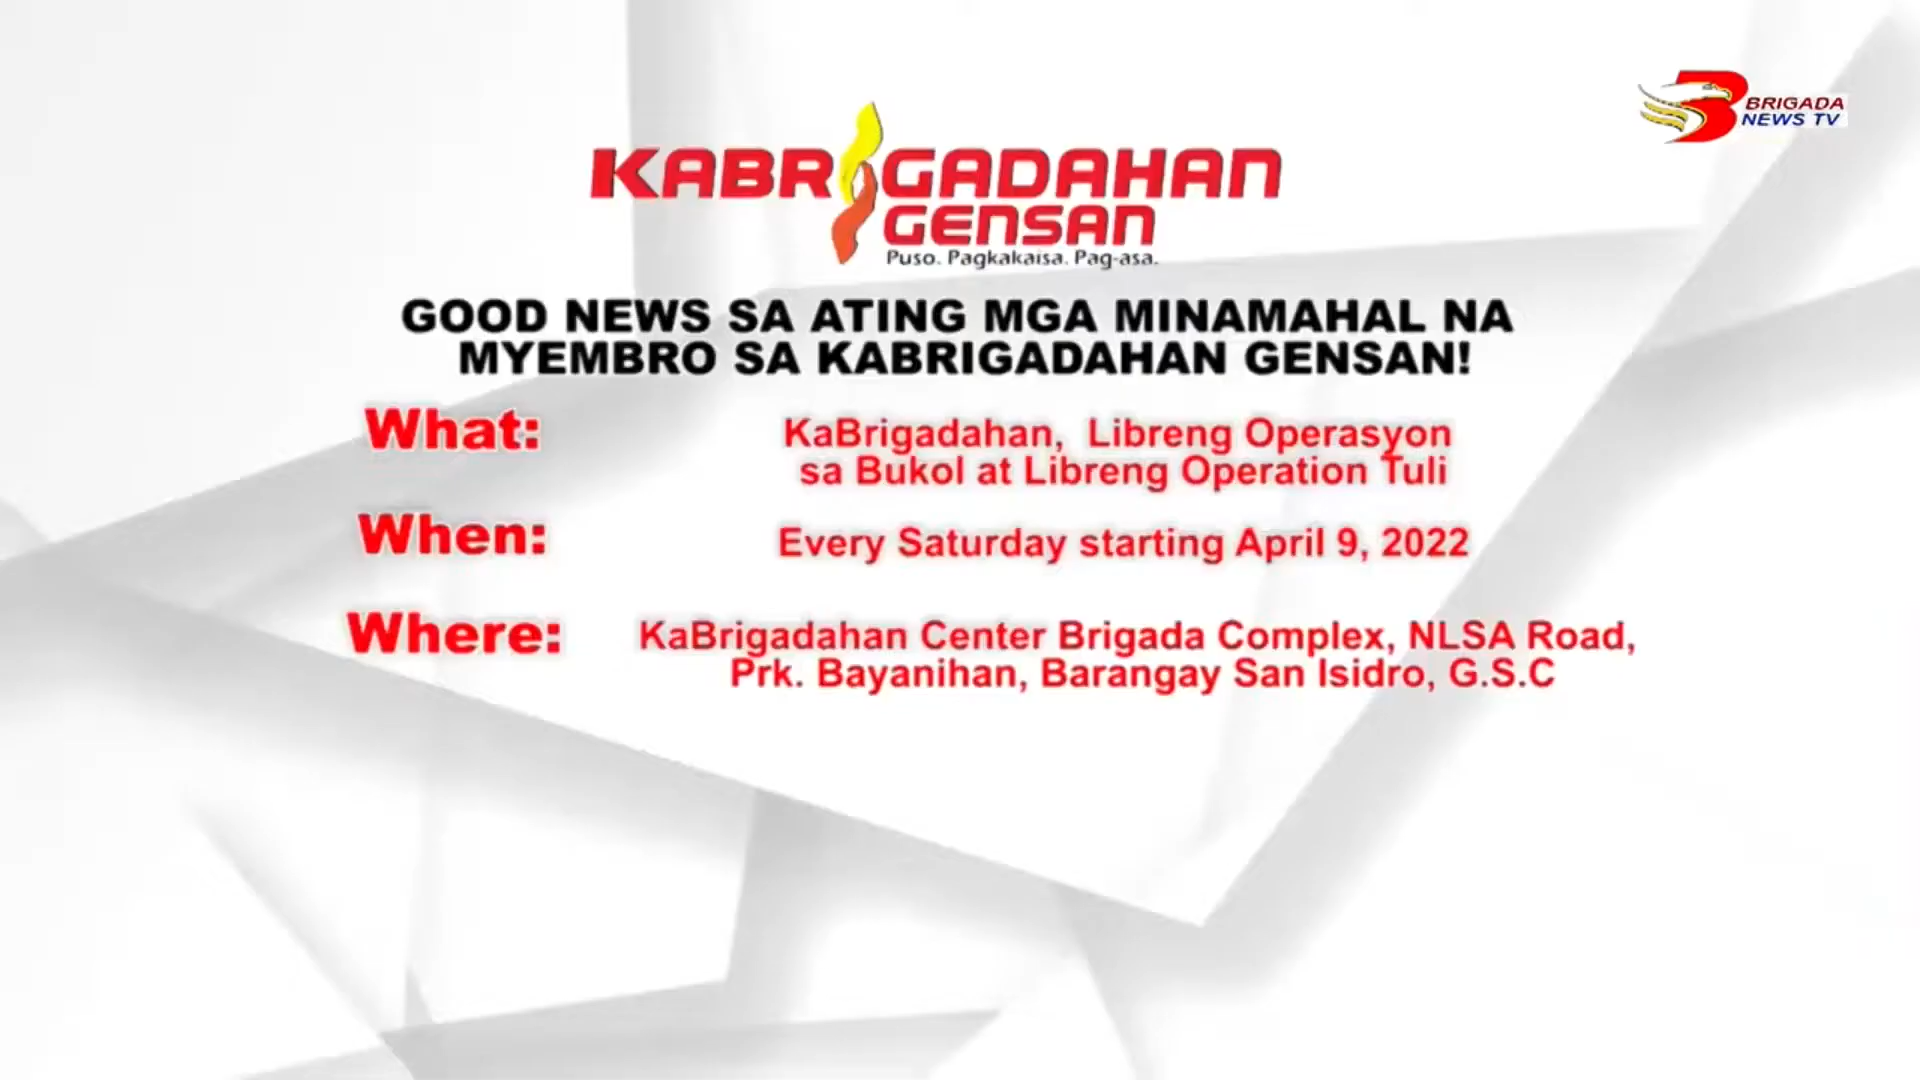 BRIGADA
NEWS TV
KABRIGADAHAN
GENSAN
Puso. Pagkakaisa. Pag-asa.
GOOD NEWS SA ATING MGA MINAMAHAL NA
MYEMBRO SA KABRIGADAHAN GENSAN!
What: KaBrigadahan, Libreng Operasyon
sa Bukol at Libreng Operation Tuli
When: Every Saturday starting April 9, 2022
Where: KaBrigadahan Center Brigada Complex, NLSA Road,
Prk. Bayanihan, Barangay San Isidro, G.S.C